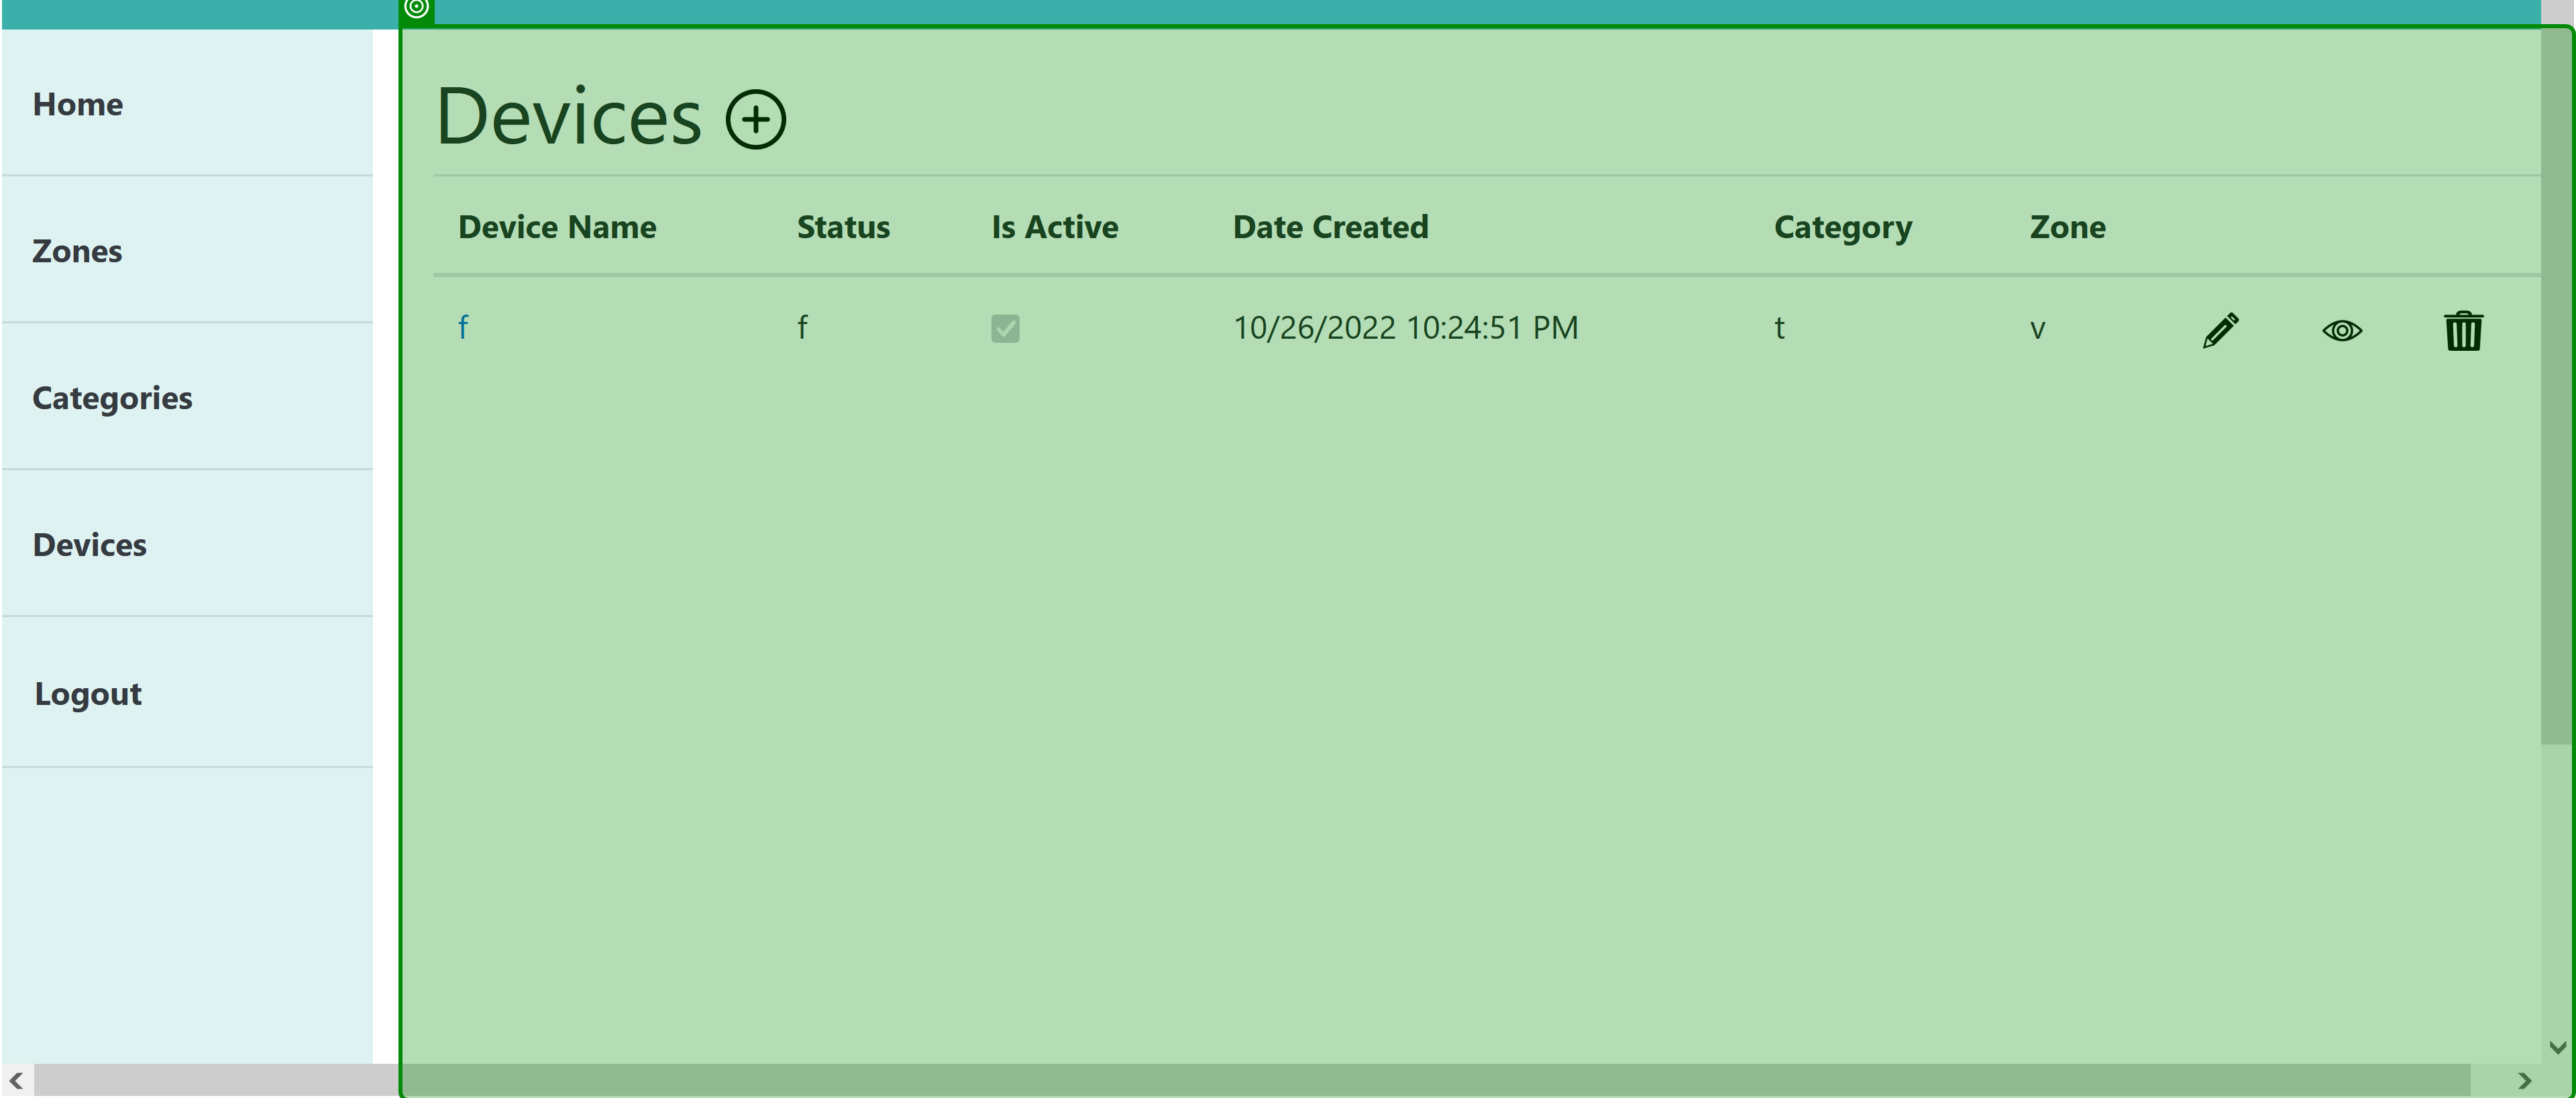 Home
Zones
Categories
Devices
Logout
Devices
Device Name Status Is Active Date Created Category Zone
f f 10/26/2022 10:24:51 PM t v